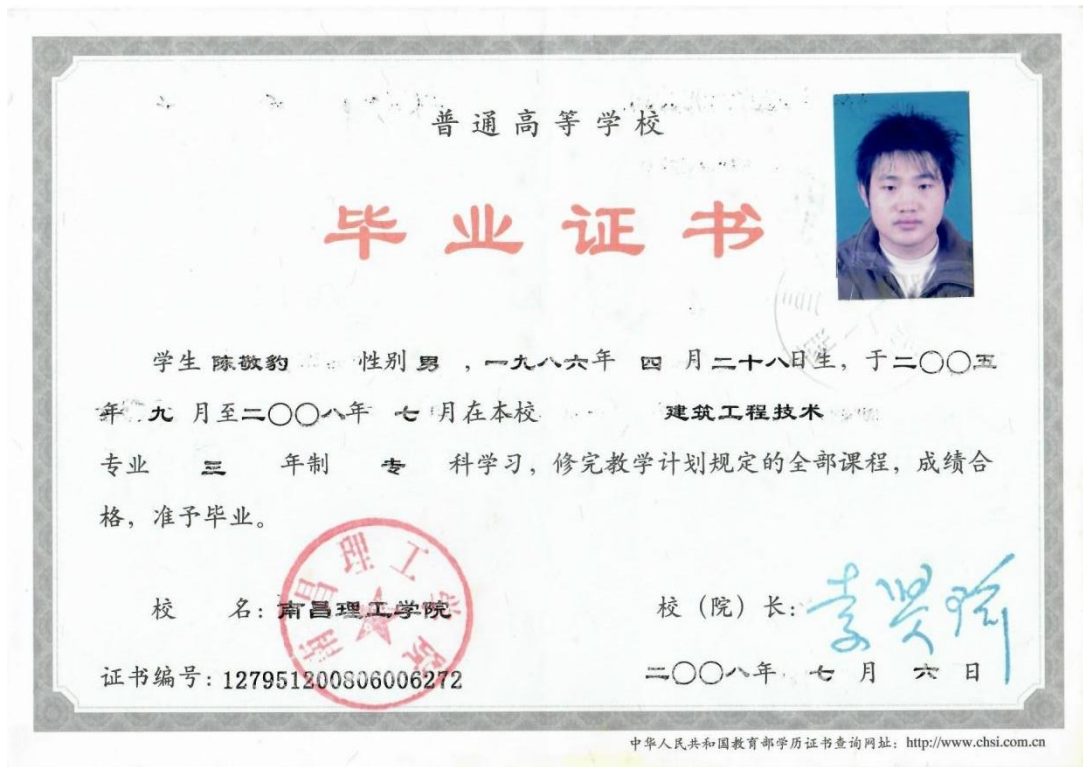 普通高等学校
毕业证书
学生 陈敬豹 性别 男 ，一九八六年 四 月二十八日生，于二〇〇五
年 九 月至二〇〇八年 七 月在本校 建筑工程技术
专业 三 年制 专 科学习，修完教学计划规定的全部课程，成绩合
格，准予毕业。
南昌理工学院
校 名：南昌理工学院 校（院）长：
证书编号：127951200806006272 二〇〇八年 七 月 六 日
中华人民共和国教育部学历证书查询网址：http://www.chsi.com.cn